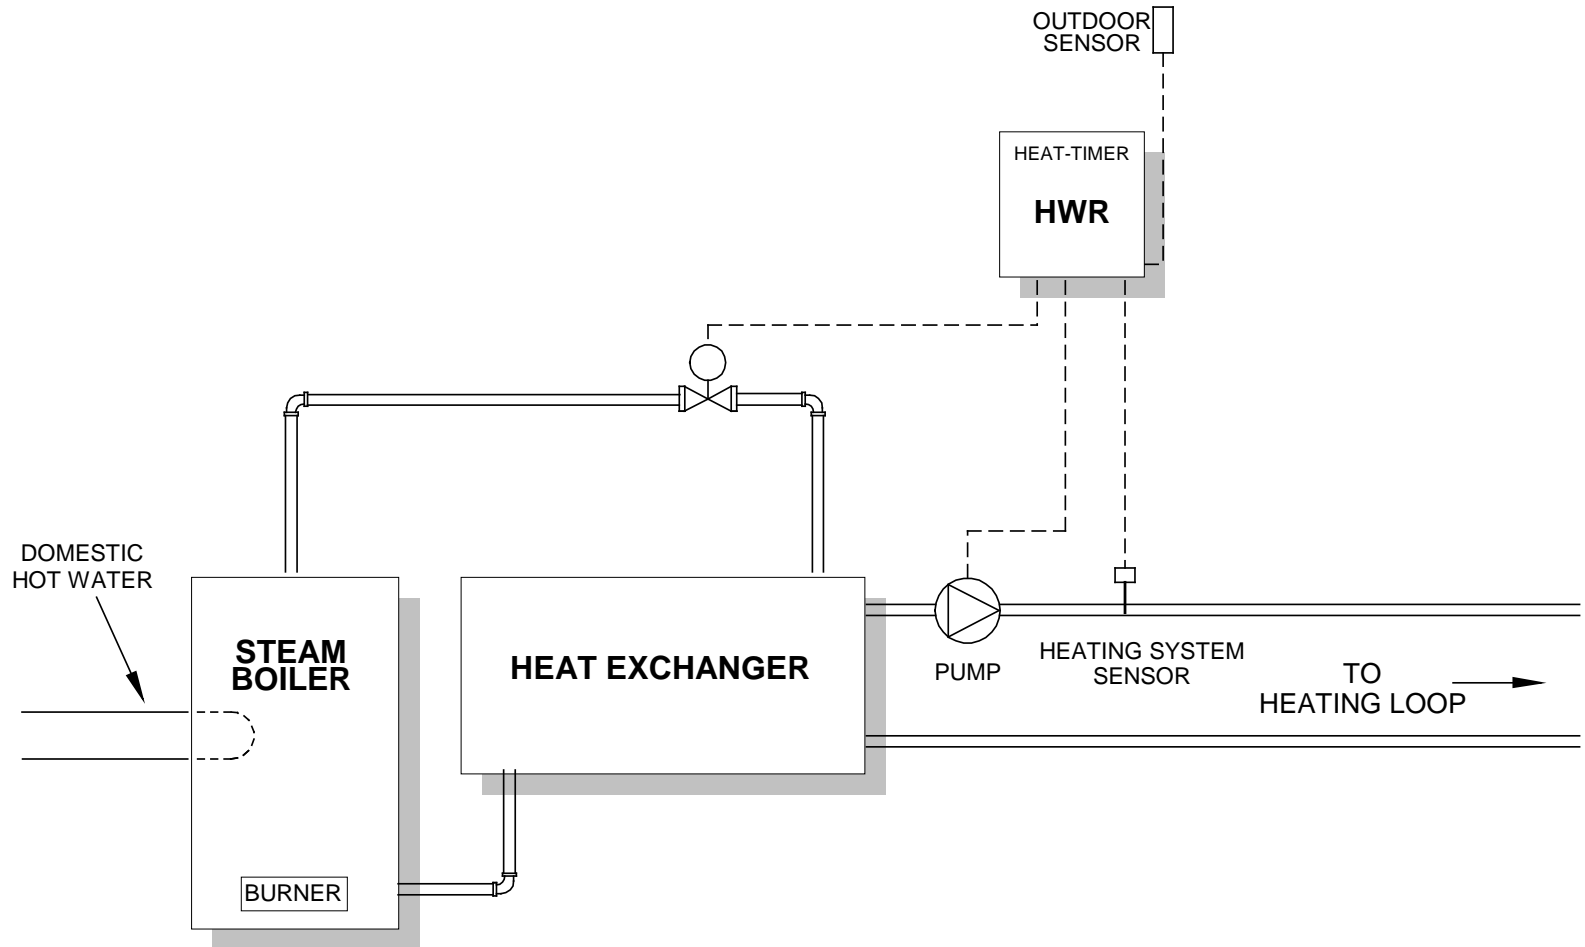 OUTDOOR
SENSOR
HEAT-TIMER
HWR
DOMESTIC
HOT WATER
STEAM
BOILER
HEAT EXCHANGER
PUMP
HEATING SYSTEM
SENSOR
TO
HEATING LOOP
BURNER